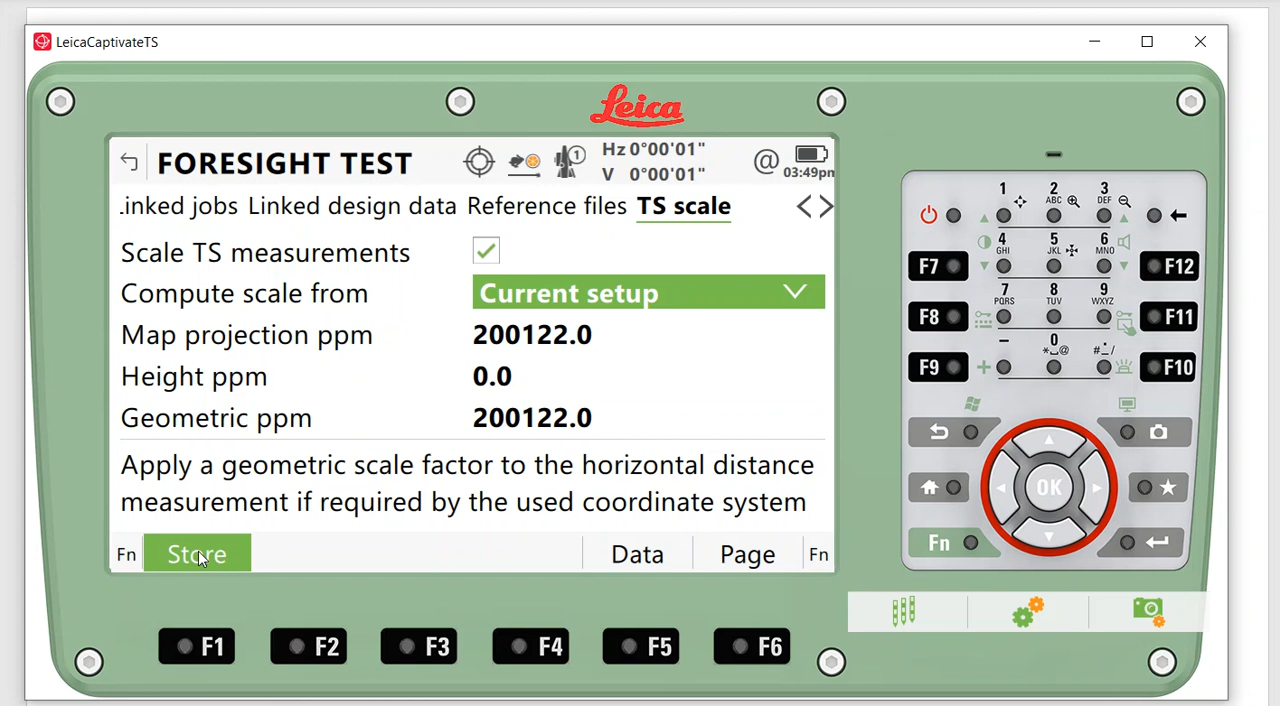 LeicaCaptivateTS
Leica
FORESIGHT TEST
1
Hz 0°00'01"
V 0°00'01"
@
03:49pm
.inked jobs Linked design data Reference files TS scale
Scale TS measurements
Compute scale from Current setup
Map projection ppm 200122.0
Height ppm 0.0
Geometric ppm 200122.0
Apply a geometric scale factor to the horizontal distance
measurement if required by the used coordinate system
Fn Store Data Page Fn
F1 F2 F3 F4 F5 F6
1 2 ABC 3 DEF
4 GHI 5 JKL 6 MNO
F7 F12
7 PQRS 8 TUV 9 WXYZ
F8 F11
- 0 *␣@ #./
F9 + F10
OK
Fn